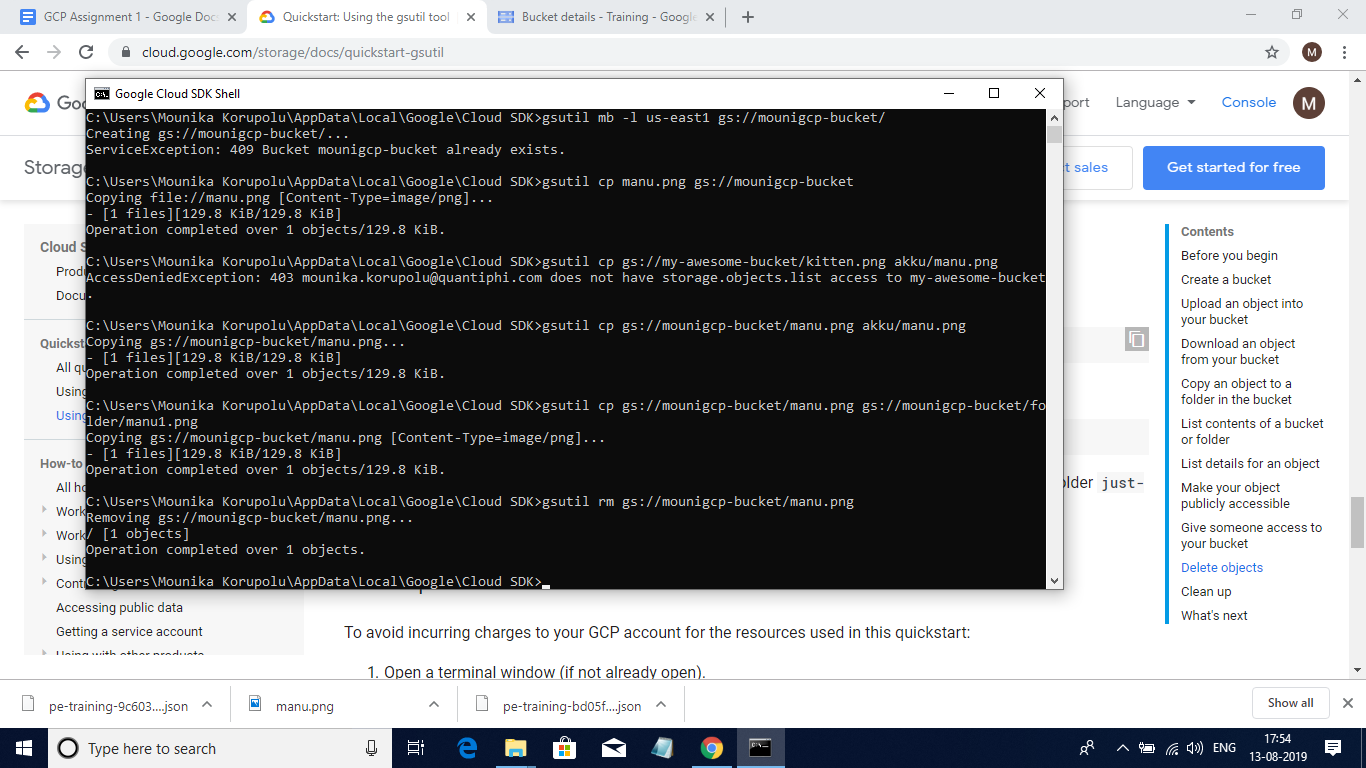 GCP Assignment 1 - Google Docs
Quickstart: Using the gsutil tool
Bucket details - Training - Google
cloud.google.com/storage/docs/quickstart-gsutil
M
Google Cloud SDK Shell
Goo
port
Language
Console
M
Storage
t sales
Get started for free
C:\Users\Mounika Korupolu\AppData\Local\Google\Cloud SDK>gsutil mb -l us-east1 gs://mounigcp-bucket/
Creating gs://mounigcp-bucket/...
ServiceException: 409 Bucket mounigcp-bucket already exists.
C:\Users\Mounika Korupolu\AppData\Local\Google\Cloud SDK>gsutil cp manu.png gs://mounigcp-bucket
Copying file://manu.png [Content-Type=image/png]...
- [1 files][129.8 KiB/129.8 KiB]
Operation completed over 1 objects/129.8 KiB.
C:\Users\Mounika Korupolu\AppData\Local\Google\Cloud SDK>gsutil cp gs://my-awesome-bucket/kitten.png akku/manu.png
AccessDeniedException: 403 mounika.korupolu@quantiphi.com does not have storage.objects.list access to my-awesome-bucket
.
C:\Users\Mounika Korupolu\AppData\Local\Google\Cloud SDK>gsutil cp gs://mounigcp-bucket/manu.png akku/manu.png
Copying gs://mounigcp-bucket/manu.png...
- [1 files][129.8 KiB/129.8 KiB]
Operation completed over 1 objects/129.8 KiB.
C:\Users\Mounika Korupolu\AppData\Local\Google\Cloud SDK>gsutil cp gs://mounigcp-bucket/manu.png gs://mounigcp-bucket/fo
lder/manu1.png
Copying gs://mounigcp-bucket/manu.png [Content-Type=image/png]...
- [1 files][129.8 KiB/129.8 KiB]
Operation completed over 1 objects/129.8 KiB.
C:\Users\Mounika Korupolu\AppData\Local\Google\Cloud SDK>gsutil rm gs://mounigcp-bucket/manu.png
Removing gs://mounigcp-bucket/manu.png...
/ [1 objects]
Operation completed over 1 objects.
C:\Users\Mounika Korupolu\AppData\Local\Google\Cloud SDK>
Cloud S
Prod
Docu
Quickst
All qu
Using
Using
How-to
All ho
Work
Work
Using
Cont
Accessing public data
Getting a service account
Using with other products
older just-
To avoid incurring charges to your GCP account for the resources used in this quickstart:
1. Open a terminal window (if not already open).
Contents
Before you begin
Create a bucket
Upload an object into
your bucket
Download an object
from your bucket
Copy an object to a
folder in the bucket
List contents of a bucket
or folder
List details for an object
Make your object
publicly accessible
Give someone access to
your bucket
Delete objects
Clean up
What's next
pe-training-9c603....json
manu.png
pe-training-bd05f....json
Show all
Type here to search
ENG
17:54
13-08-2019